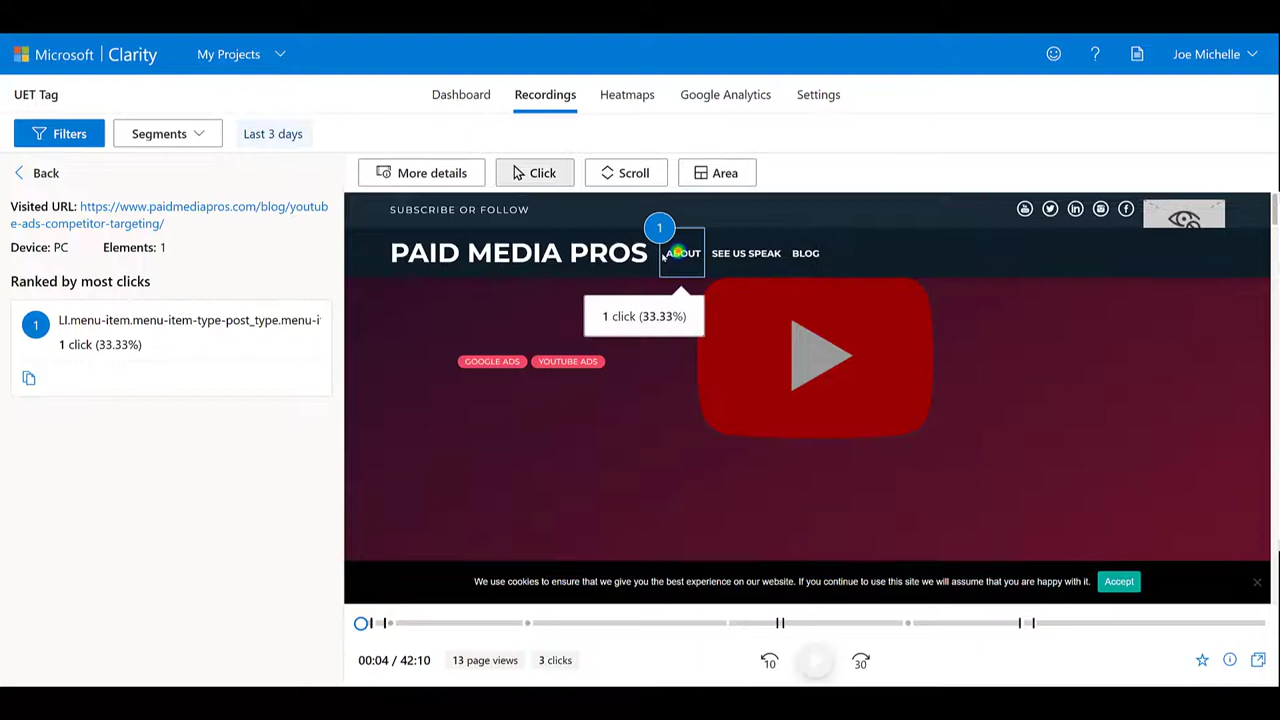 Microsoft | Clarity
My Projects
Joe Michelle
UET Tag
Dashboard
Recordings
Heatmaps
Google Analytics
Settings
Filters
Segments
Last 3 days
Back
More details
Click
Scroll
Area
Visited URL: https://www.paidmediapros.com/blog/youtub
e-ads-competitor-targeting/
Device: PC
Elements: 1
Ranked by most clicks
1
LI.menu-item.menu-item-type-post_type.menu-i
1 click (33.33%)
SUBSCRIBE OR FOLLOW
1
PAID MEDIA PROS
ABOUT
SEE US SPEAK
BLOG
1 click (33.33%)
GOOGLE ADS
YOUTUBE ADS
We use cookies to ensure that we give you the best experience on our website. If you continue to use this site we will assume that you are happy with it.
Accept
00:04 / 42:10
13 page views
3 clicks
10
30